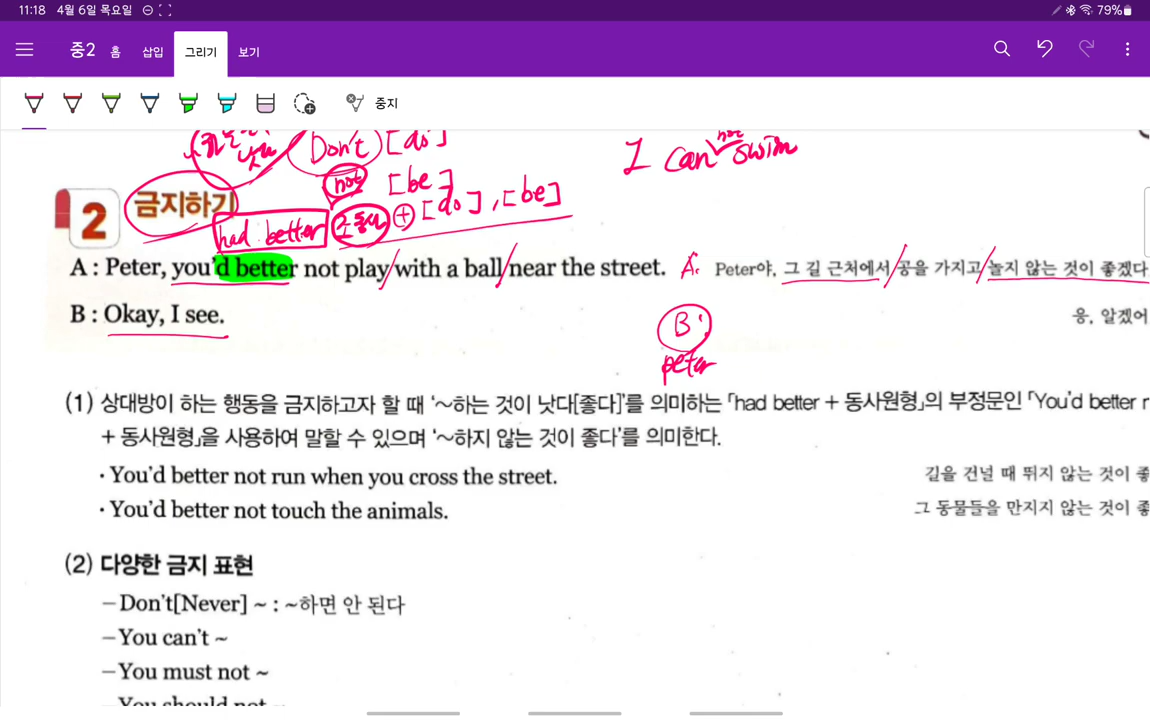 11:18 4월 6일 목요일 79%
중2 홈 삽입 그리기 보기
중지
Don't [do]
I can not swim
not [be]
2 금지하기
had better 조동사 + [do], [be]
A : Peter, you'd better not play/with a ball/near the street. A. Peter야, 그 길 근처에서/공을 가지고/놀지 않는 것이 좋겠다
B : Okay, I see. B: 응, 알겠어
peter
(1) 상대방이 하는 행동을 금지하고자 할 때 '~하는 것이 낫다[좋다]'를 의미하는 「had better + 동사원형」의 부정문인 「You'd better r
+ 동사원형」을 사용하여 말할 수 있으며 '~하지 않는 것이 좋다'를 의미한다.
· You'd better not run when you cross the street. 길을 건널 때 뛰지 않는 것이 좋
· You'd better not touch the animals. 그 동물들을 만지지 않는 것이 좋
(2) 다양한 금지 표현
– Don't[Never] ~ : ~하면 안 된다
– You can't ~
– You must not ~
– You should not ~